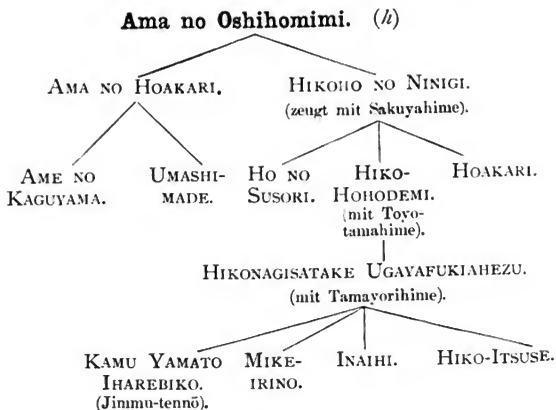 Ama no Oshihomimi. (h)
AMA NO HOAKARI. HIKOHO NO NINIGI.
(zeugt mit Sakuyahime).
AME NO UMASHI- HO NO HIKO- HOAKARI.
KAGUYAMA. MADE. SUSORI. HOHODEMI.
(mit Toyo-
tamahime).
HIKONAGISATAKE UGAYAFUKIAHEZU.
(mit Tamayorihime).
KAMU YAMATO MIKE- INAIHI. HIKO-ITSUSE.
IHAREBIKO. IRINO.
(Jimmu-tennō).